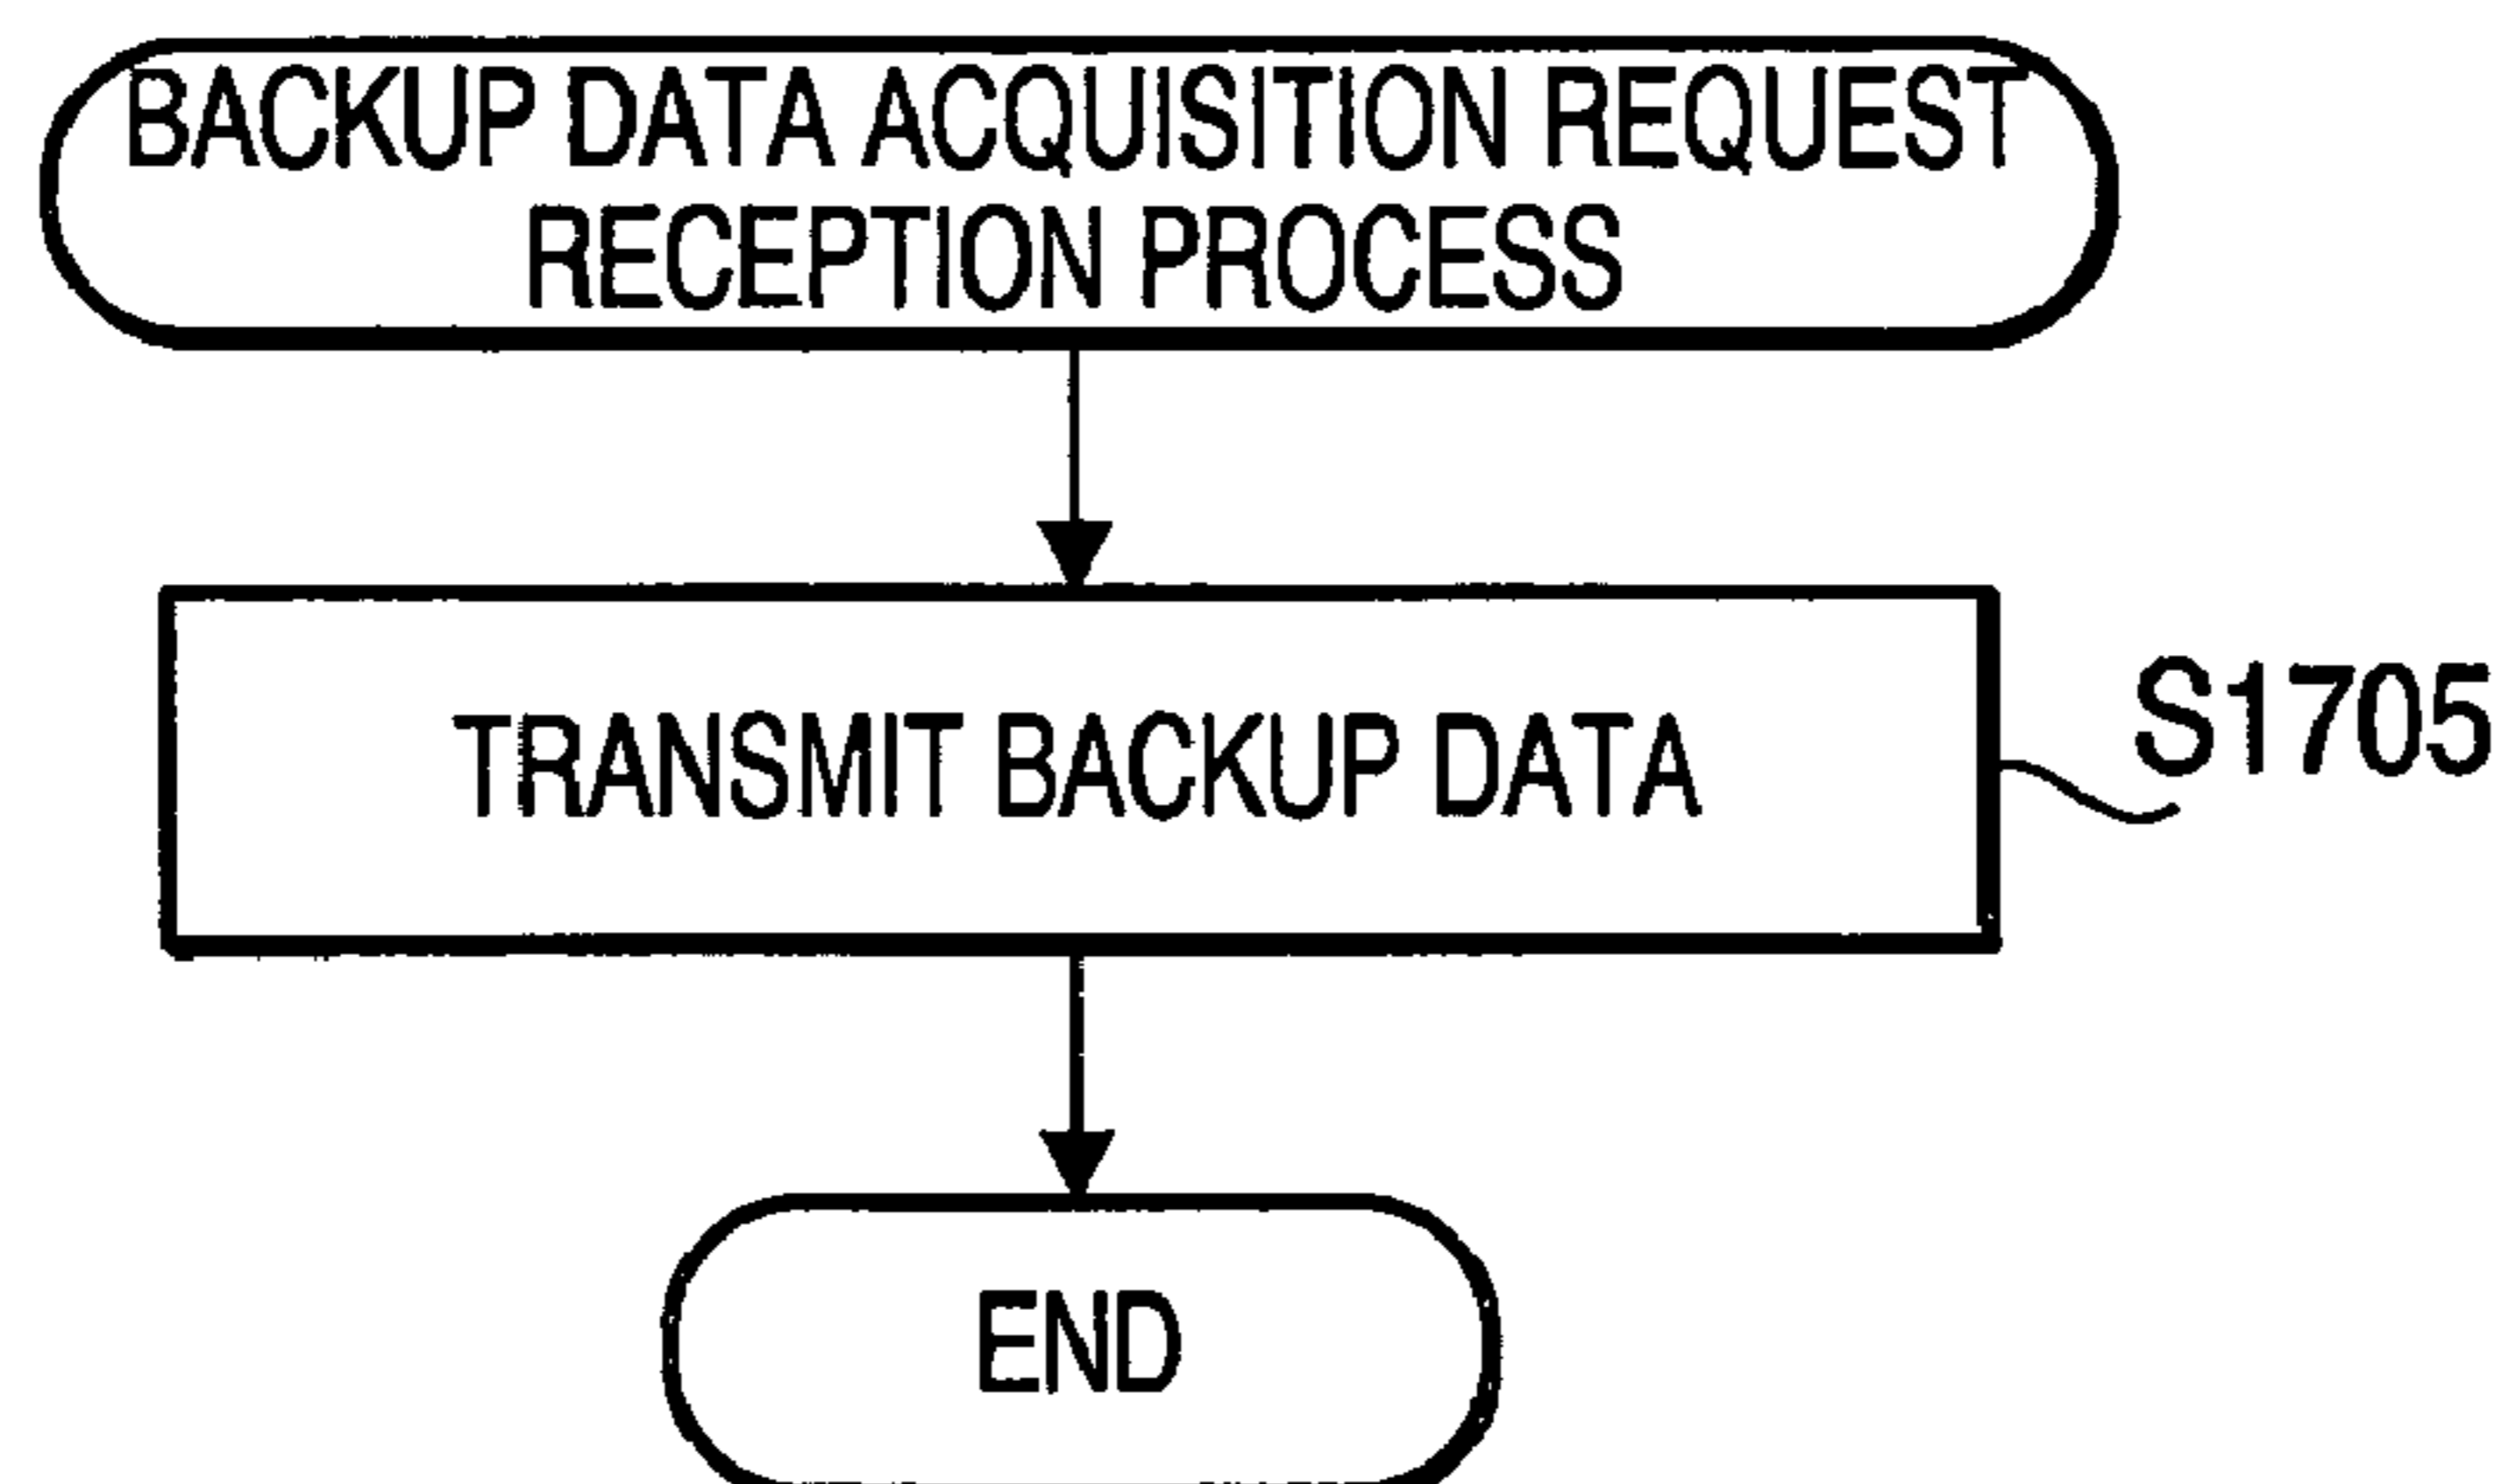 BACKUP DATA ACQUISITION REQUEST
RECEPTION PROCESS
TRANSMIT BACKUP DATA
S1705
END